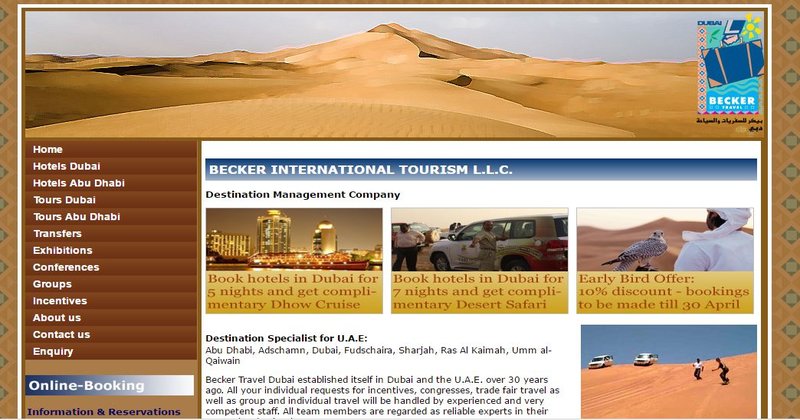 DUBAI
BECKER
TRAVEL
بيكر للسفريات والسياحة
دبي
Home
Hotels Dubai
Hotels Abu Dhabi
Tours Dubai
Tours Abu Dhabi
Transfers
Exhibitions
Conferences
Groups
Incentives
About us
Contact us
Enquiry
Online-Booking
Information & Reservations
BECKER INTERNATIONAL TOURISM L.L.C.
Destination Management Company
Book hotels in Dubai for
5 nights and get compli-
mentary Dhow Cruise
Book hotels in Dubai for
7 nights and get compli-
mentary Desert Safari
Early Bird Offer:
10% discount - bookings
to be made till 30 April
Destination Specialist for U.A.E:
Abu Dhabi, Adschamn, Dubai, Fudschaira, Sharjah, Ras Al Kaimah, Umm al-
Qaiwain
Becker Travel Dubai established itself in Dubai and the U.A.E. over 30 years
ago. All your individual requests for incentives, congresses, trade fair travel as
well as group and individual travel will be handled by experienced and very
competent staff. All team members are regarded as reliable experts in their